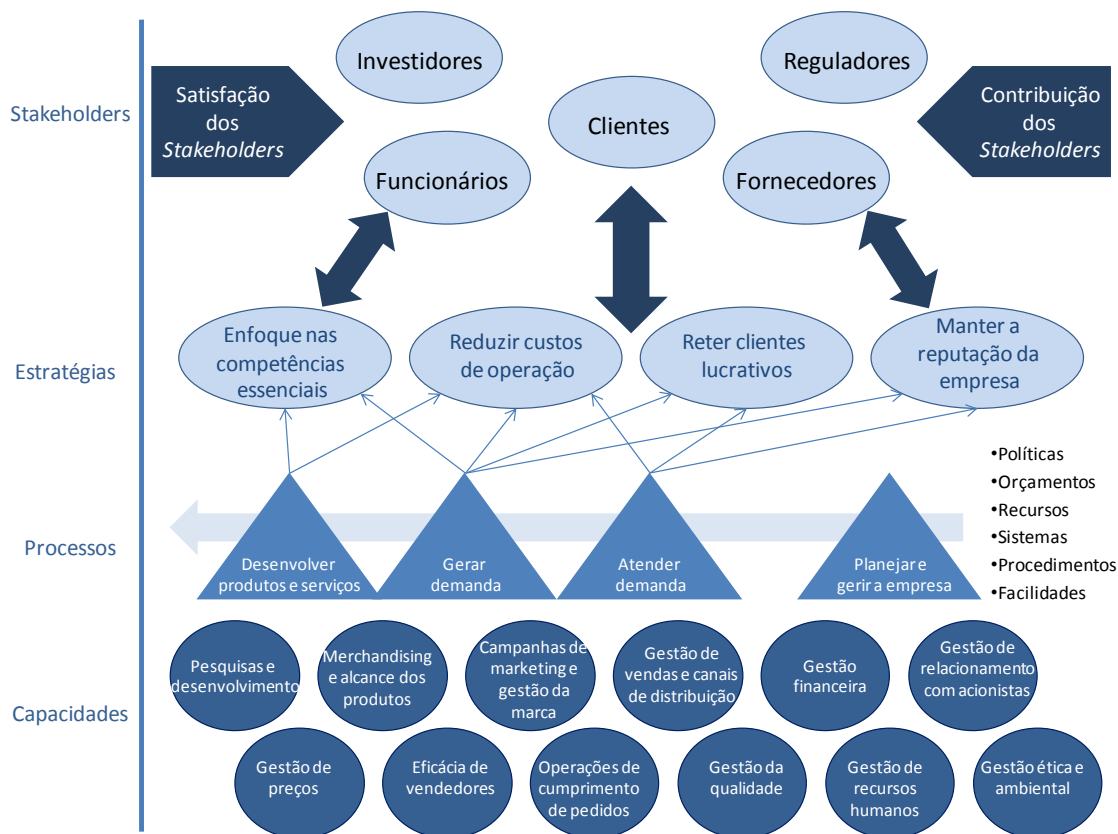 Stakeholders
Satisfação
dos
Stakeholders
Investidores
Funcionários
Clientes
Reguladores
Fornecedores
Contribuição
dos
Stakeholders
Estratégias
Enfoque nas
competências
essenciais
Reduzir custos
de operação
Reter clientes
lucrativos
Manter a
reputação da
empresa
Processos
Desenvolver
produtos e serviços
Gerar
demanda
Atender
demanda
Planejar e
gerir a empresa
•Políticas
•Orçamentos
•Recursos
•Sistemas
•Procedimentos
•Facilidades
Capacidades
Pesquisas e
desenvolvimento
Merchandising
e alcance dos
produtos
Campanhas de
marketing e
gestão da
marca
Gestão de
vendas e canais
de distribuição
Gestão
financeira
Gestão de
relacionamento
com acionistas
Gestão de
preços
Eficácia de
vendedores
Operações de
cumprimento
de pedidos
Gestão da
qualidade
Gestão de
recursos
humanos
Gestão ética e
ambiental